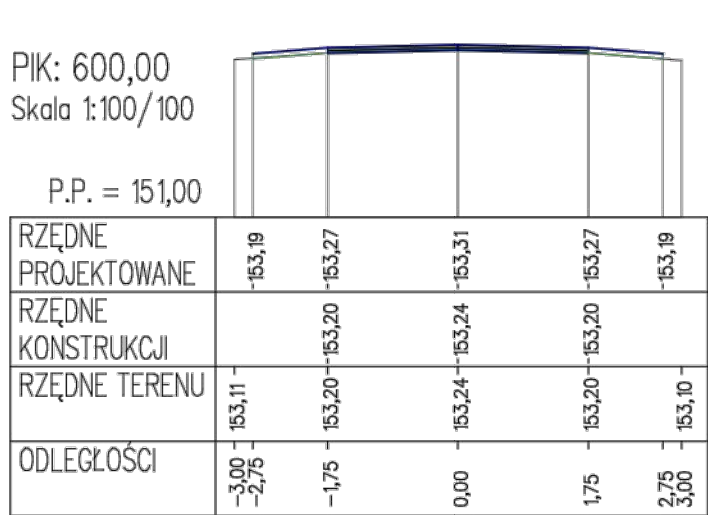 PIK: 600,00
Skala 1:100/100
P.P. = 151,00
RZĘDNE PROJEKTOWANE
153,19 153,27 153,31 153,27 153,19
RZĘDNE KONSTRUKCJI
153,20 153,24 153,20
RZĘDNE TERENU
153,11 153,20 153,24 153,20 153,10
ODLEGŁOŚCI
-3,00 -2,75 -1,75 0,00 1,75 2,75 3,00